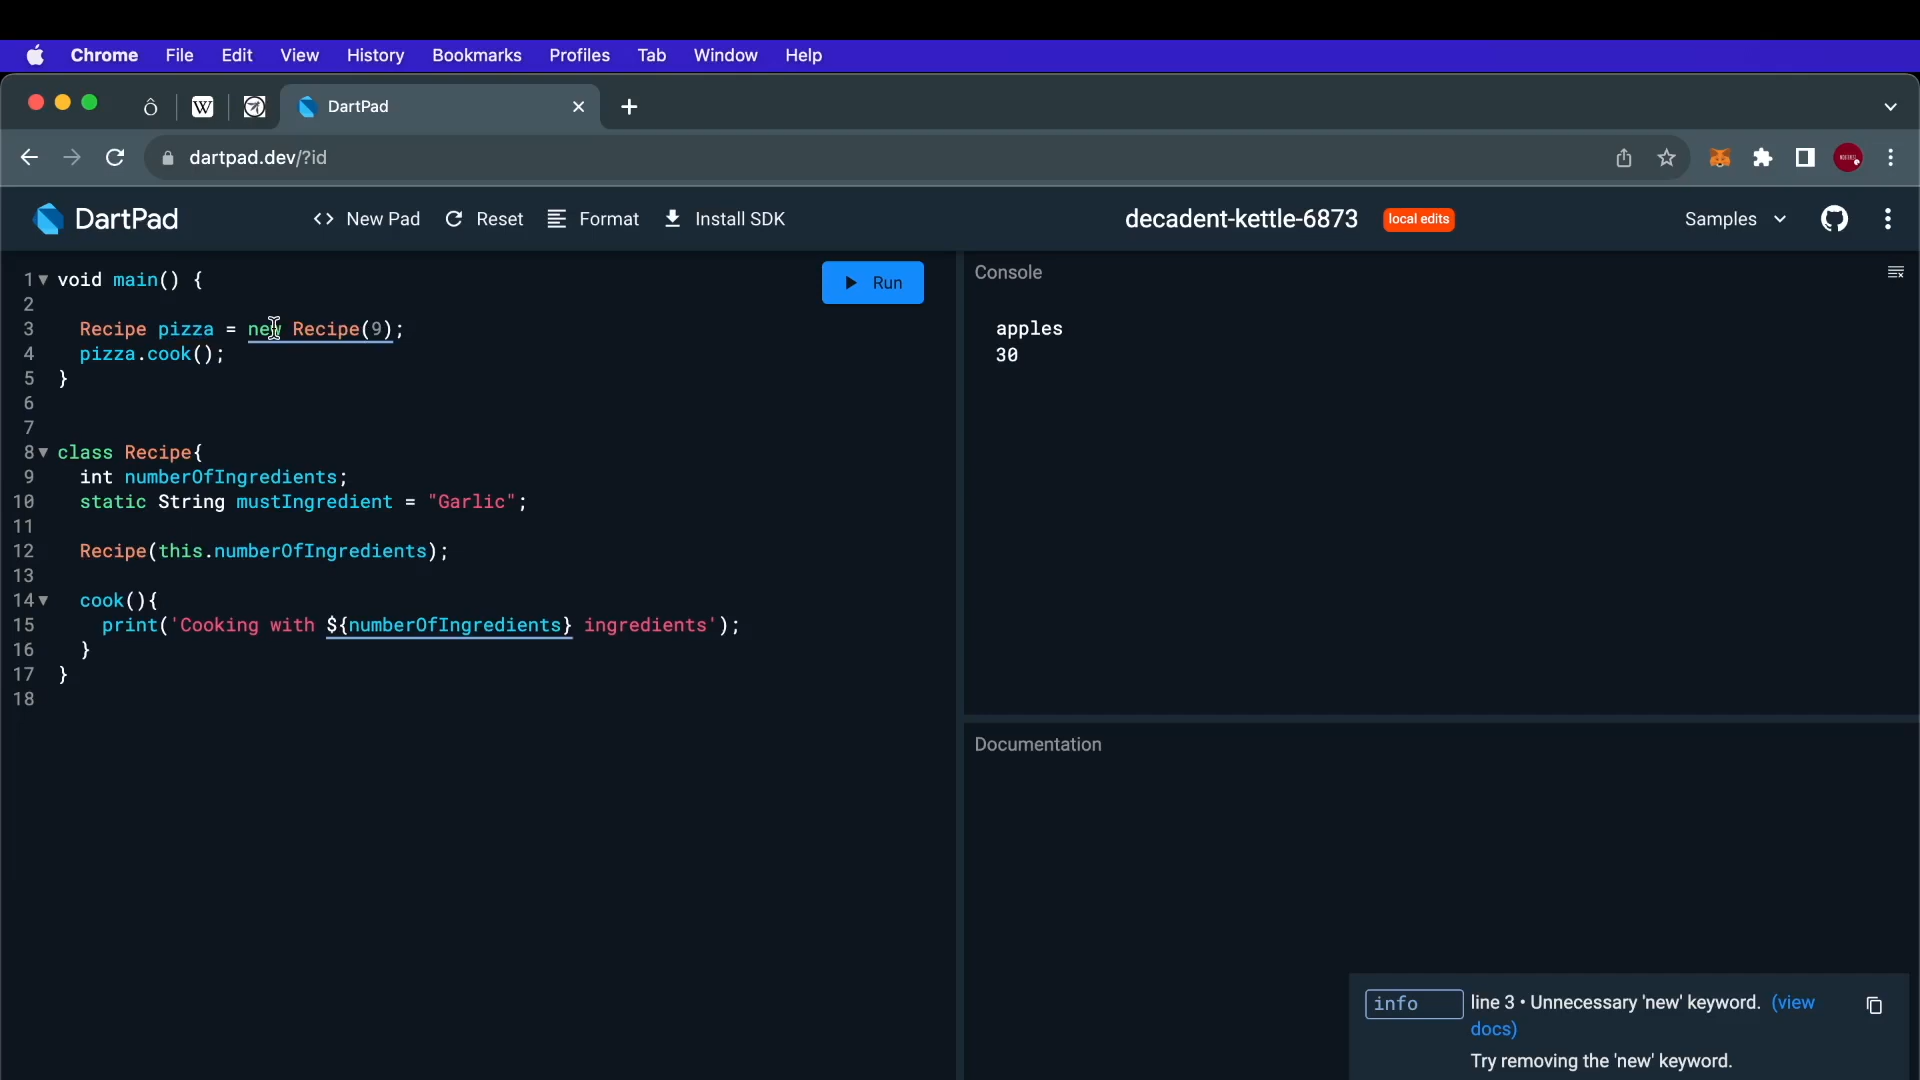 Chrome File Edit View History Bookmarks Profiles Tab Window Help
W DartPad
dartpad.dev/?id
DartPad <> New Pad Reset Format Install SDK decadent-kettle-6873 local edits Samples
1 void main() {
2
3 Recipe pizza = new Recipe(9);
4 pizza.cook();
5 }
6
7
8 class Recipe{
9 int numberOfIngredients;
10 static String mustIngredient = "Garlic";
11
12 Recipe(this.numberOfIngredients);
13
14 cook(){
15 print('Cooking with ${numberOfIngredients} ingredients');
16 }
17 }
18
Run
Console
apples
30
Documentation
info line 3 • Unnecessary 'new' keyword. (view
docs)
Try removing the 'new' keyword.